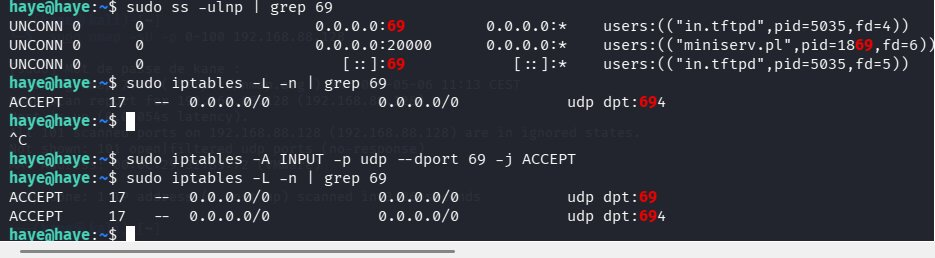 haye@haye:~$ sudo ss -ulnp | grep 69
UNCONN 0 0 0.0.0.0:69 0.0.0.0:* users:(("in.tftpd",pid=5035,fd=4))
UNCONN 0 0 0.0.0.0:20000 0.0.0.0:* users:(("miniserv.pl",pid=1869,fd=6))
UNCONN 0 0 [::]:69 [::]:* users:(("in.tftpd",pid=5035,fd=5))
haye@haye:~$ sudo iptables -L -n | grep 69
ACCEPT 17 -- 0.0.0.0/0 0.0.0.0/0 udp dpt:694
haye@haye:~$
^C
haye@haye:~$ sudo iptables -A INPUT -p udp --dport 69 -j ACCEPT
haye@haye:~$ sudo iptables -L -n | grep 69
ACCEPT 17 -- 0.0.0.0/0 0.0.0.0/0 udp dpt:69
ACCEPT 17 -- 0.0.0.0/0 0.0.0.0/0 udp dpt:694
haye@haye:~$